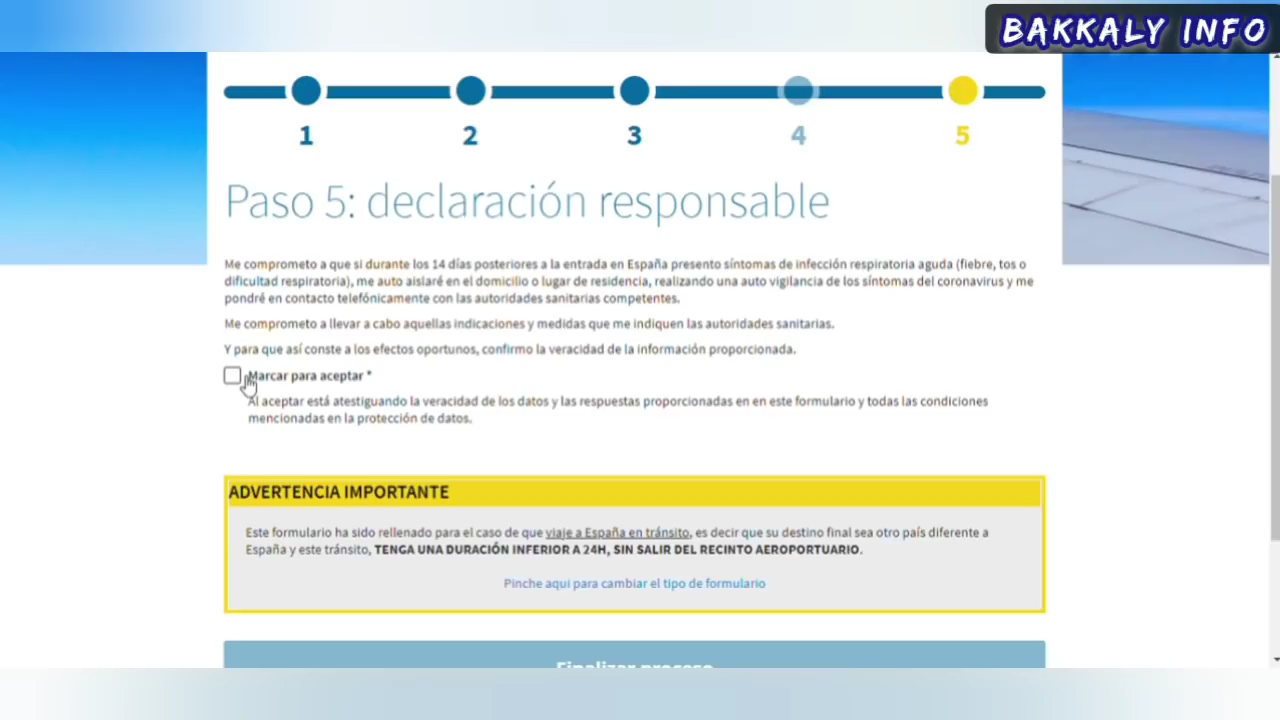 BAKKALY INFO
1 2 3 4 5
Paso 5: declaración responsable
Me comprometo a que si durante los 14 días posteriores a la entrada en España presento síntomas de infección respiratoria aguda (fiebre, tos o
dificultad respiratoria), me auto aislaré en el domicilio o lugar de residencia, realizando una auto vigilancia de los síntomas del coronavirus y me
pondré en contacto telefónicamente con las autoridades sanitarias competentes.
Me comprometo a llevar a cabo aquellas indicaciones y medidas que me indiquen las autoridades sanitarias.
Y para que así conste a los efectos oportunos, confirmo la veracidad de la información proporcionada.
Marcar para aceptar *
Al aceptar está atestiguando la veracidad de los datos y las respuestas proporcionadas en en este formulario y todas las condiciones
mencionadas en la protección de datos.
ADVERTENCIA IMPORTANTE
Este formulario ha sido rellenado para el caso de que viaje a España en tránsito, es decir que su destino final sea otro país diferente a
España y este tránsito, TENGA UNA DURACIÓN INFERIOR A 24H, SIN SALIR DEL RECINTO AEROPORTUARIO.
Pinche aqui para cambiar el tipo de formulario
Finalizar proceso